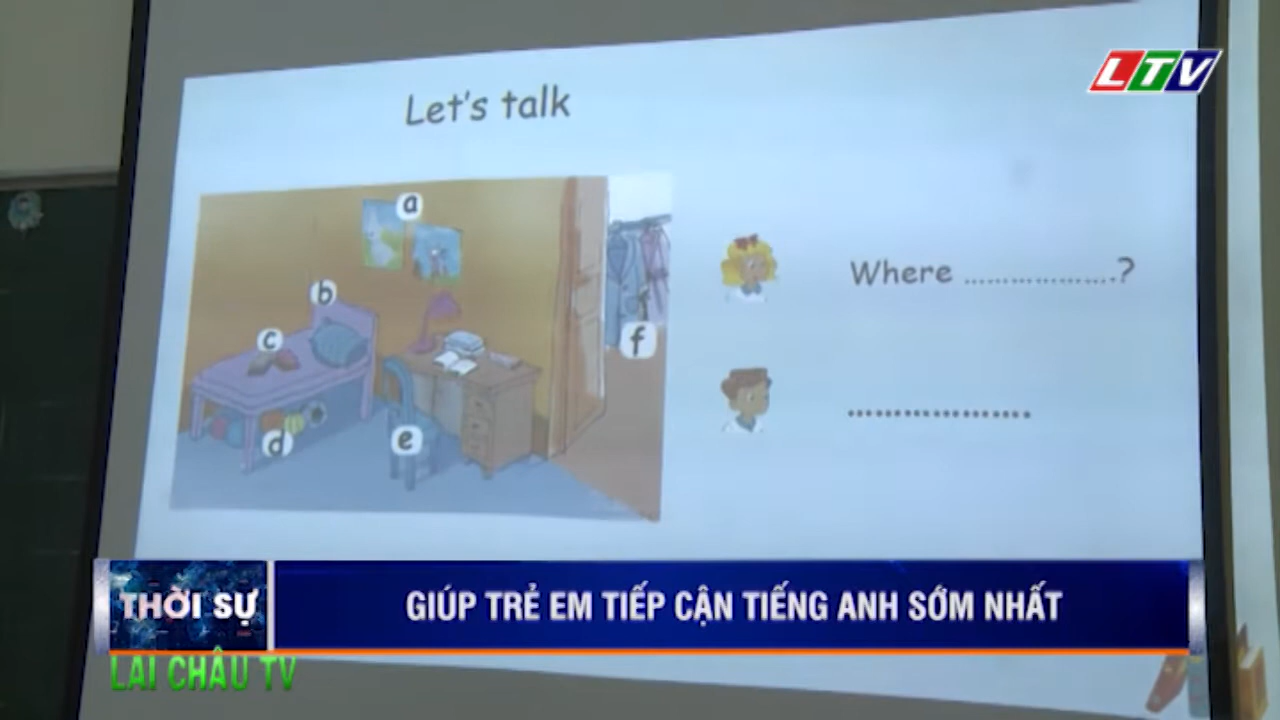 LTV
Let's talk
a
b
c
d
e
f
Where ..................?
....................
THỜI SỰ
GIÚP TRẺ EM TIẾP CẬN TIẾNG ANH SỚM NHẤT
LAI CHÂU TV